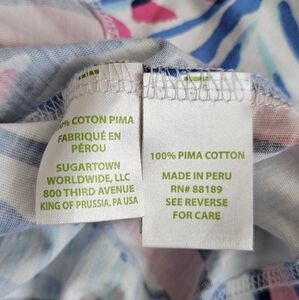 0% COTON PIMA
FABRIQUÉ EN
PÉROU
SUGARTOWN
WORLDWIDE, LLC
800 THIRD AVENUE
KING OF PRUSSIA, PA USA
100% PIMA COTTON
MADE IN PERU
RN# 88189
SEE REVERSE
FOR CARE